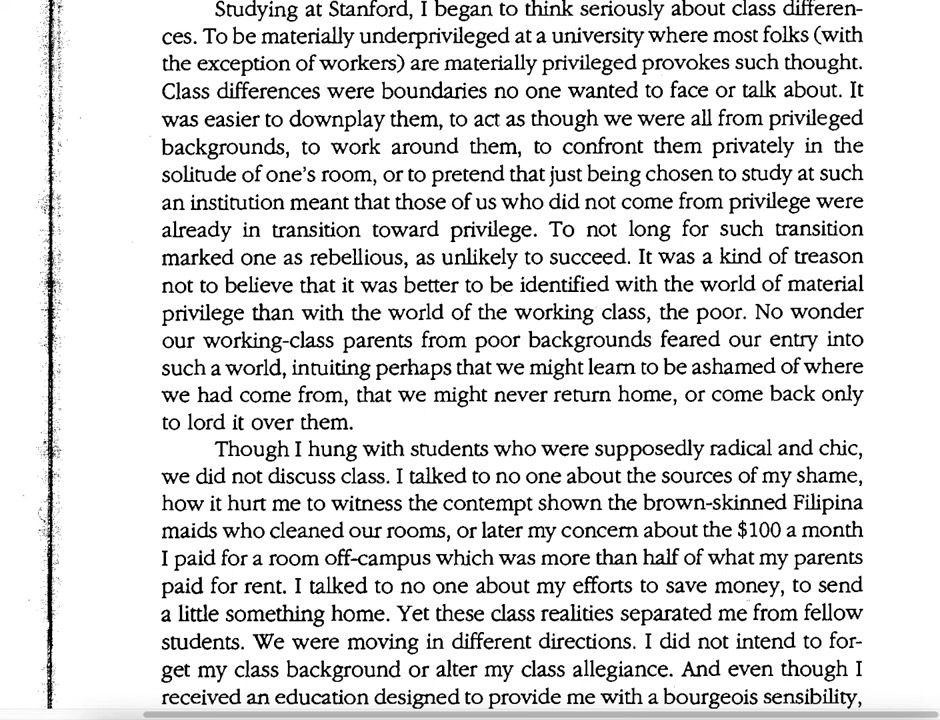 Studying at Stanford, I began to think seriously about class differen-
ces. To be materially underprivileged at a university where most folks (with
the exception of workers) are materially privileged provokes such thought.
Class differences were boundaries no one wanted to face or talk about. It
was easier to downplay them, to act as though we were all from privileged
backgrounds, to work around them, to confront them privately in the
solitude of one's room, or to pretend that just being chosen to study at such
an institution meant that those of us who did not come from privilege were
already in transition toward privilege. To not long for such transition
marked one as rebellious, as unlikely to succeed. It was a kind of treason
not to believe that it was better to be identified with the world of material
privilege than with the world of the working class, the poor. No wonder
our working-class parents from poor backgrounds feared our entry into
such a world, intuiting perhaps that we might learn to be ashamed of where
we had come from, that we might never return home, or come back only
to lord it over them.
Though I hung with students who were supposedly radical and chic,
we did not discuss class. I talked to no one about the sources of my shame,
how it hurt me to witness the contempt shown the brown-skinned Filipina
maids who cleaned our rooms, or later my concern about the $100 a month
I paid for a room off-campus which was more than half of what my parents
paid for rent. I talked to no one about my efforts to save money, to send
a little something home. Yet these class realities separated me from fellow
students. We were moving in different directions. I did not intend to for-
get my class background or alter my class allegiance. And even though I
received an education designed to provide me with a bourgeois sensibility,